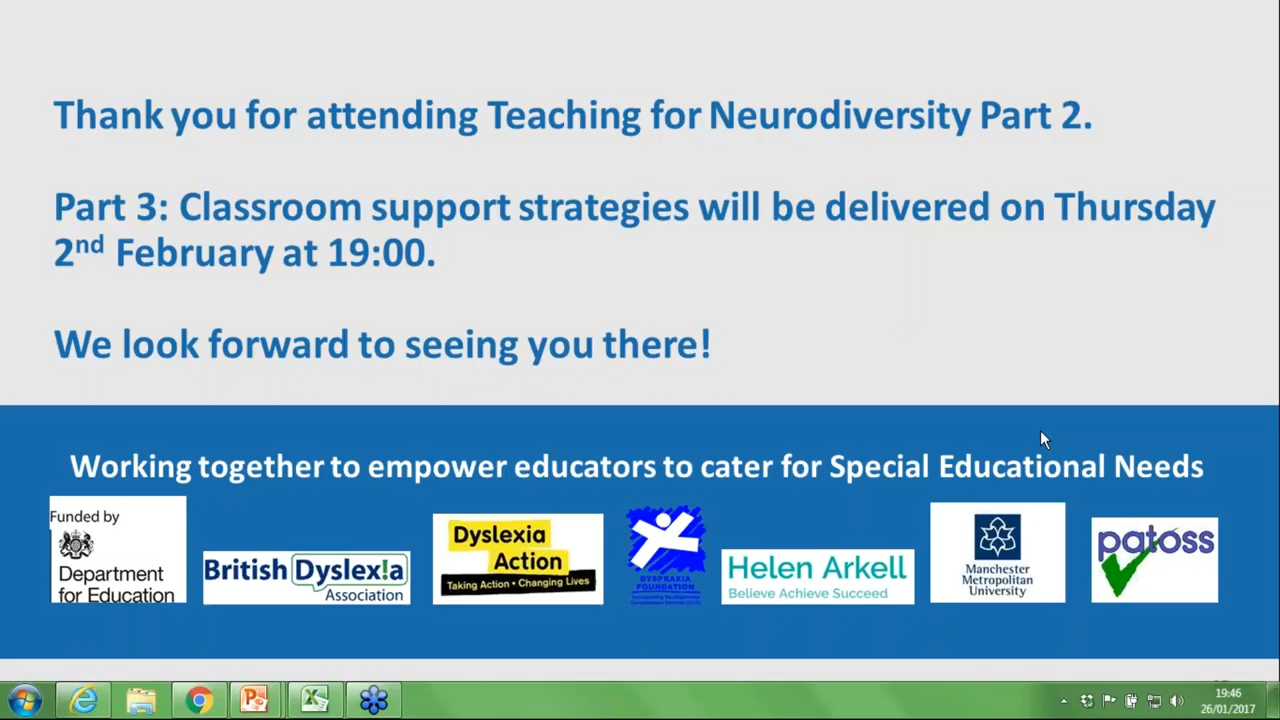 Thank you for attending Teaching for Neurodiversity Part 2.
Part 3: Classroom support strategies will be delivered on Thursday
2nd February at 19:00.
We look forward to seeing you there!
Working together to empower educators to cater for Special Educational Needs
Funded by
Department
for Education
British Dyslex!a
Association
Dyslexia
Action
Taking Action • Changing Lives
DYSPRAXIA
FOUNDATION
Helen Arkell
Believe Achieve Succeed
Manchester
Metropolitan
University
patoss
19:46
26/01/2017